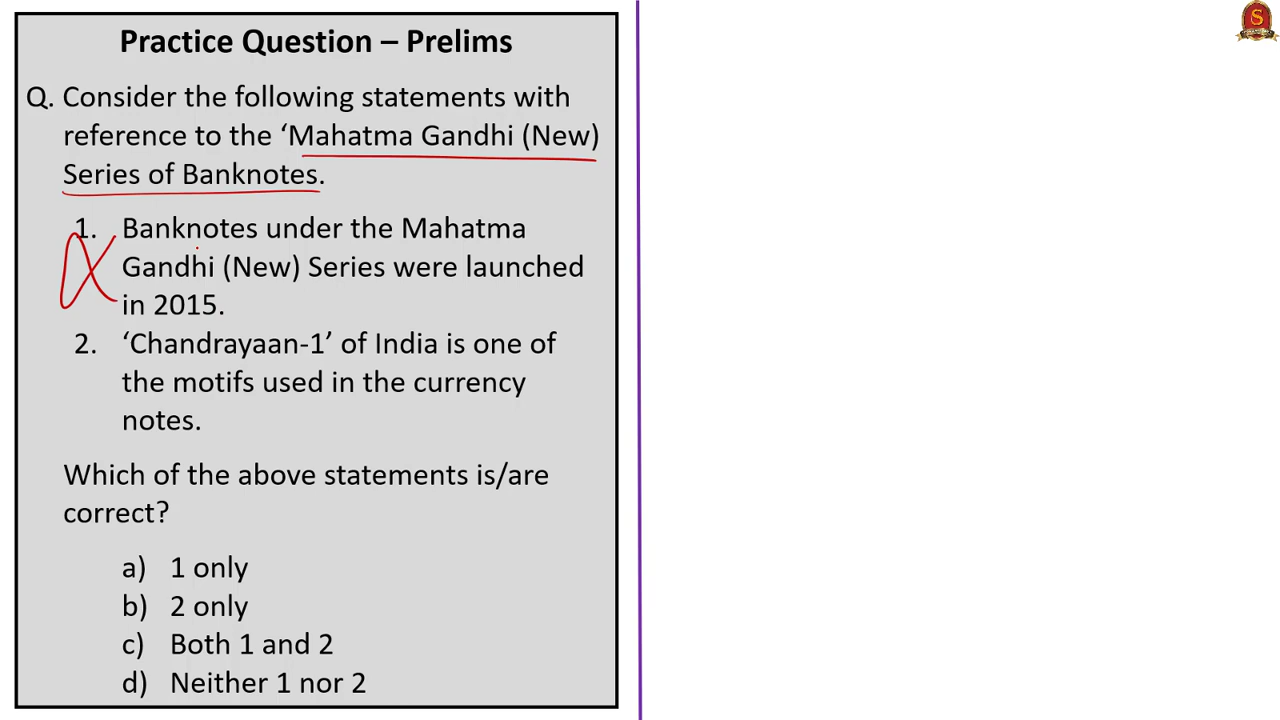 Practice Question – Prelims
Q. Consider the following statements with
reference to the ‘Mahatma Gandhi (New)
Series of Banknotes.
1. Banknotes under the Mahatma
Gandhi (New) Series were launched
in 2015.
2. ‘Chandrayaan-1’ of India is one of
the motifs used in the currency
notes.
Which of the above statements is/are
correct?
a) 1 only
b) 2 only
c) Both 1 and 2
d) Neither 1 nor 2
S